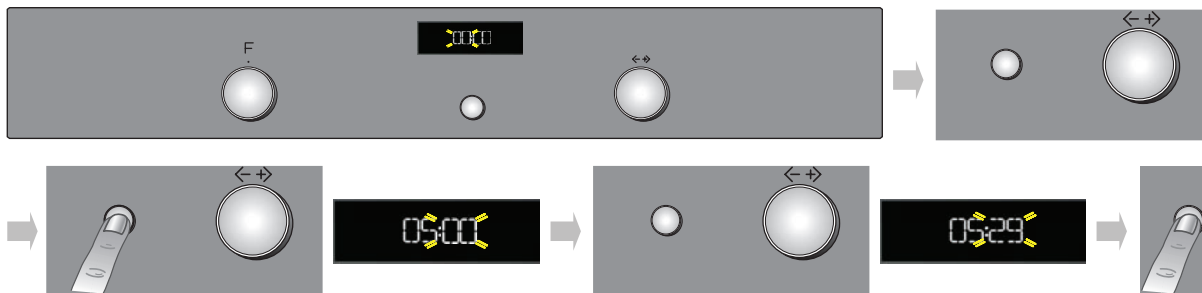 00:00
F
< - + >
< - + >
< - + >
05:00
< - + >
05:29